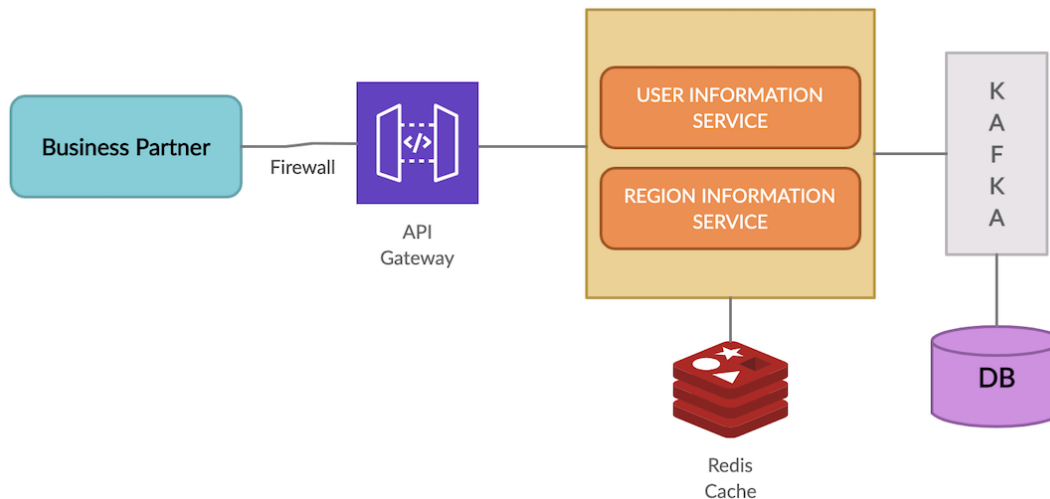 Business Partner
Firewall
</>
API
Gateway
USER INFORMATION
SERVICE
REGION INFORMATION
SERVICE
Redis
Cache
K
A
F
K
A
DB